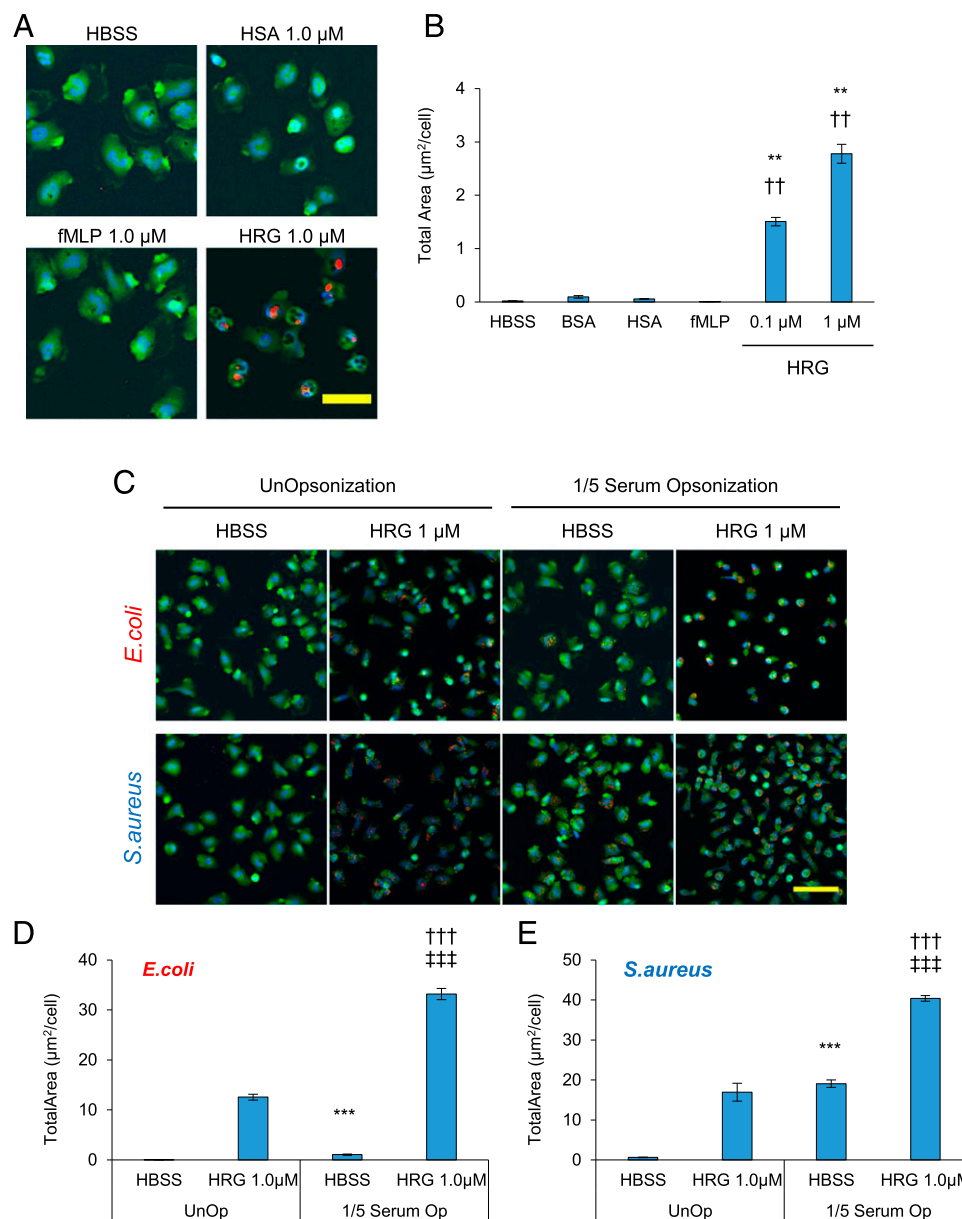 A
HBSS
HSA 1.0 µM
fMLP 1.0 µM
HRG 1.0 µM
B
Total Area (µm²/cell)
4
3
2
1
0
**
††
**
††
HBSS
BSA
HSA
fMLP
0.1 µM
1 µM
HRG
C
UnOpsonization
1/5 Serum Opsonization
HBSS
HRG 1 µM
HBSS
HRG 1 µM
E.coli
S.aureus
D
E.coli
TotalArea (µm²/cell)
40
30
20
10
0
***
†††
‡‡‡
HBSS
HRG 1.0µM
HBSS
HRG 1.0µM
UnOp
1/5 Serum Op
E
S.aureus
TotalArea (µm²/cell)
50
40
30
20
10
0
***
†††
‡‡‡
HBSS
HRG 1.0µM
HBSS
HRG 1.0µM
UnOp
1/5 Serum Op